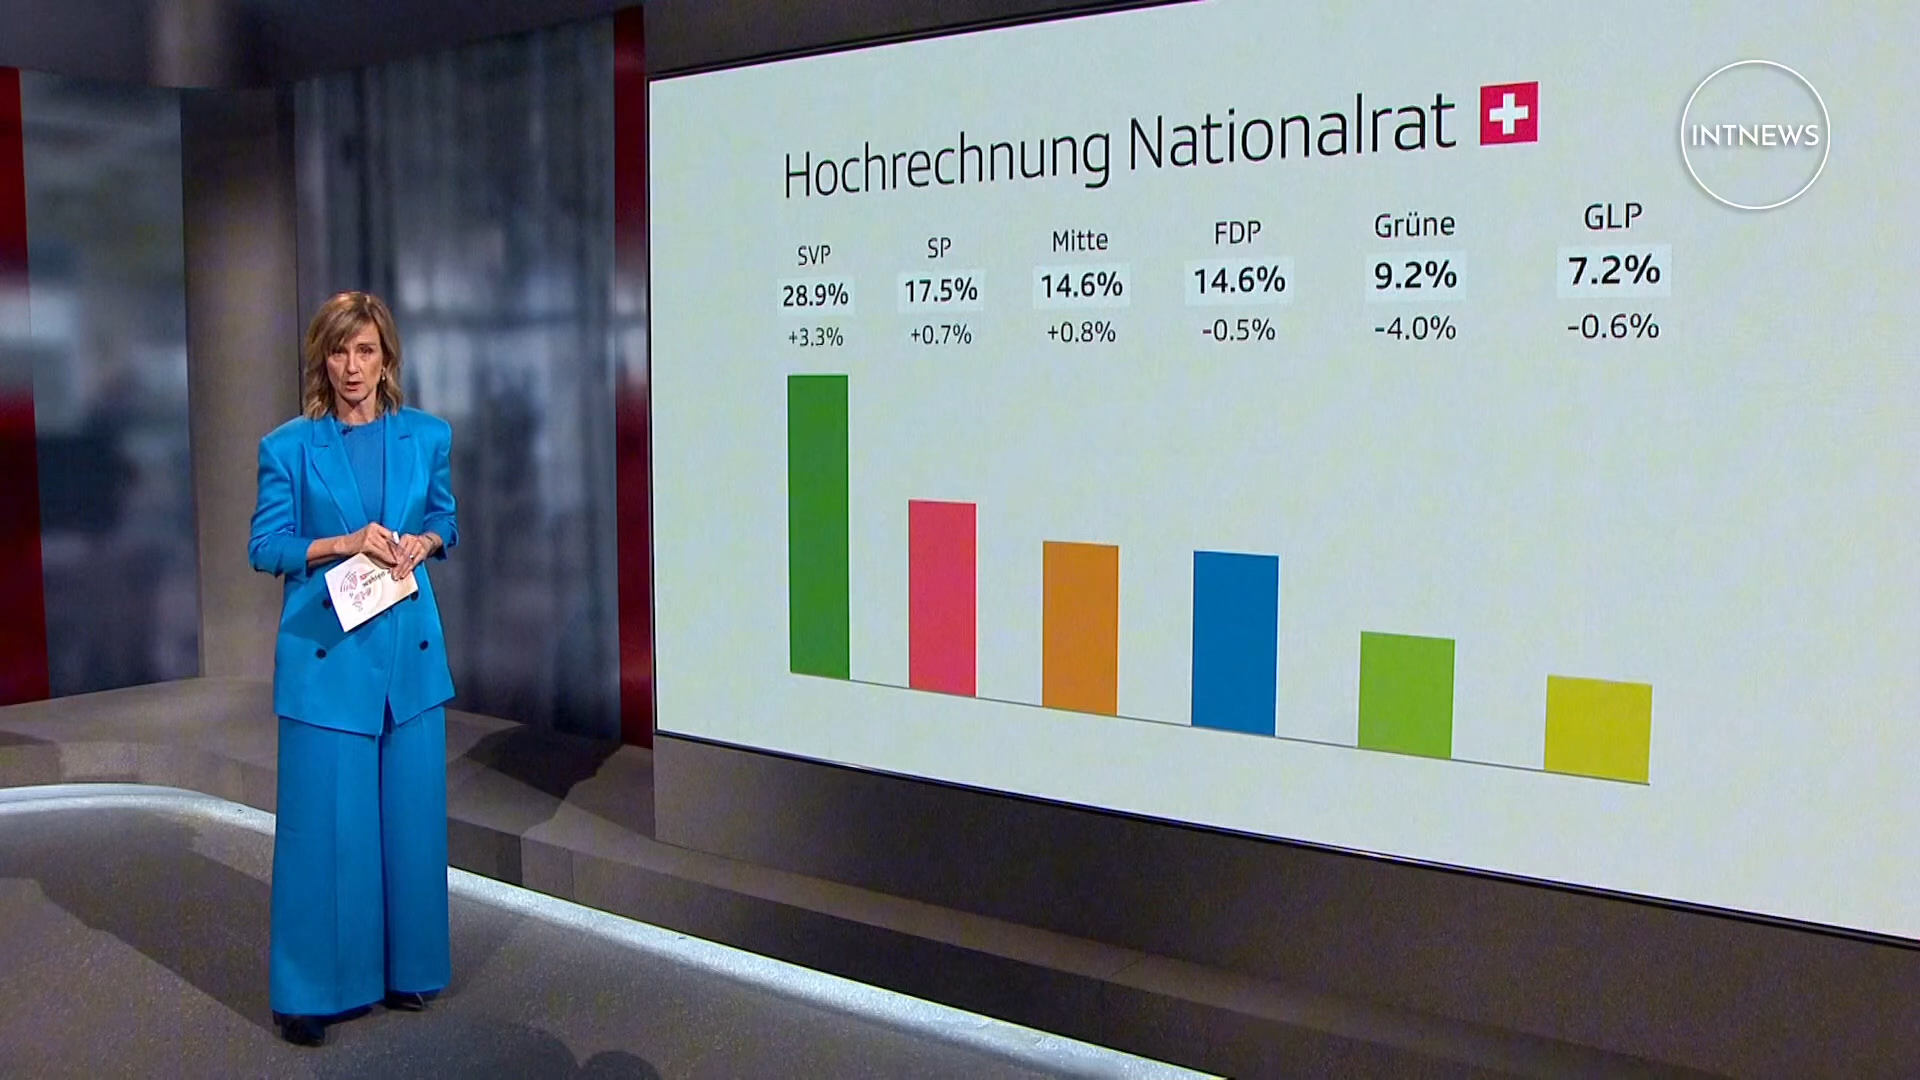 Hochrechnung Nationalrat
INTNEWS
SVP SP Mitte FDP Grüne GLP
28.9% 17.5% 14.6% 14.6% 9.2% 7.2%
+3.3% +0.7% +0.8% -0.5% -4.0% -0.6%